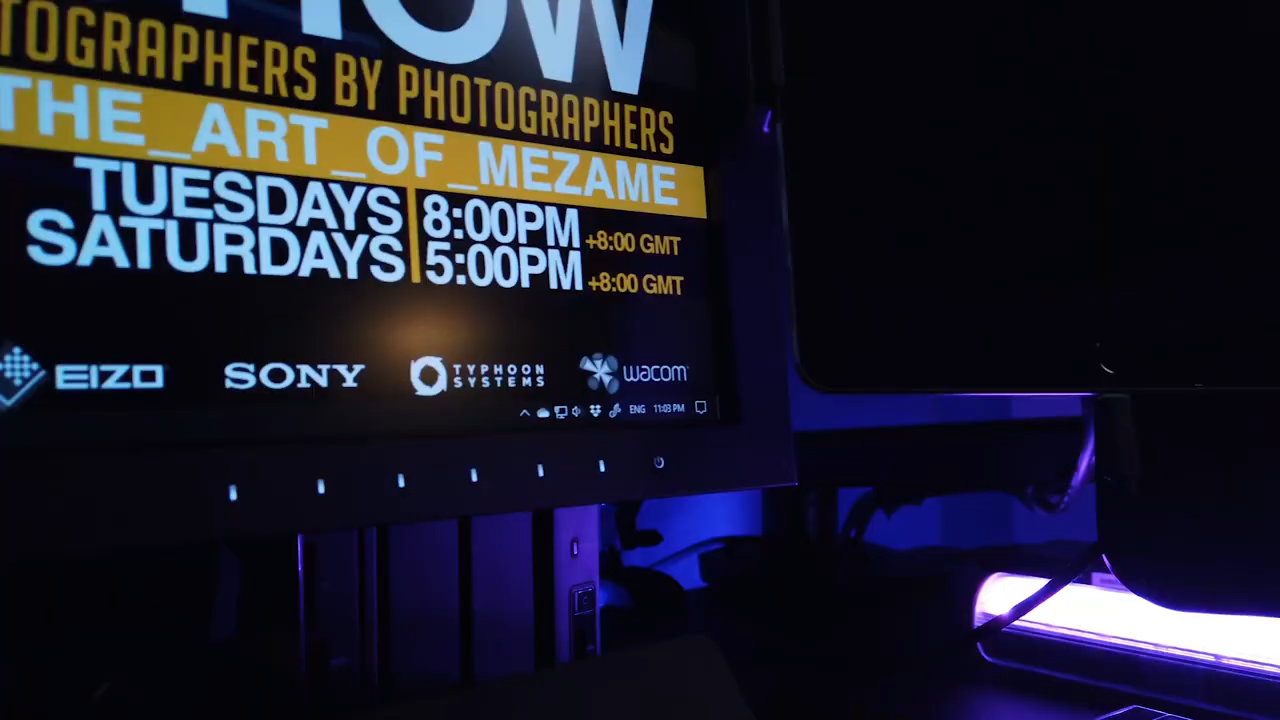 HOW
TOGRAPHERS BY PHOTOGRAPHERS
THE_ART_OF_MEZAME
TUESDAYS 8:00PM +8:00 GMT
SATURDAYS 5:00PM +8:00 GMT
EIZO SONY TYPHOON SYSTEMS wacom
ENG 11:03 PM